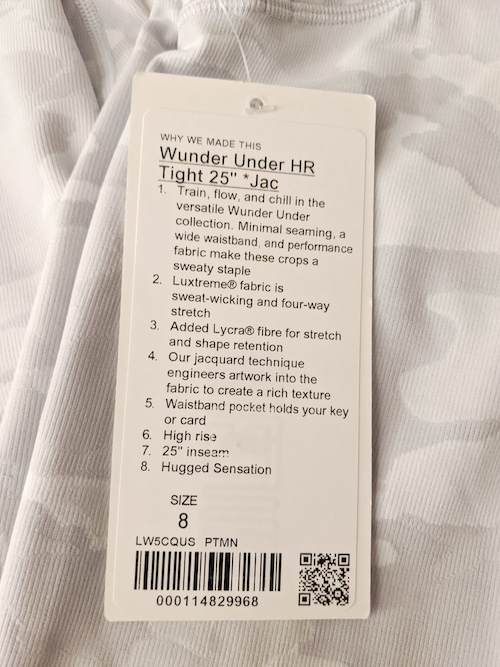 WHY WE MADE THIS
Wunder Under HR
Tight 25" *Jac
1. Train, flow, and chill in the
versatile Wunder Under
collection. Minimal seaming, a
wide waistband, and performance
fabric make these crops a
sweaty staple
2. Luxtreme® fabric is
sweat-wicking and four-way
stretch
3. Added Lycra® fibre for stretch
and shape retention
4. Our jacquard technique
engineers artwork into the
fabric to create a rich texture
5. Waistband pocket holds your key
or card
6. High rise
7. 25" inseam
8. Hugged Sensation
SIZE
8
LW5CQUS PTMN
000114829968